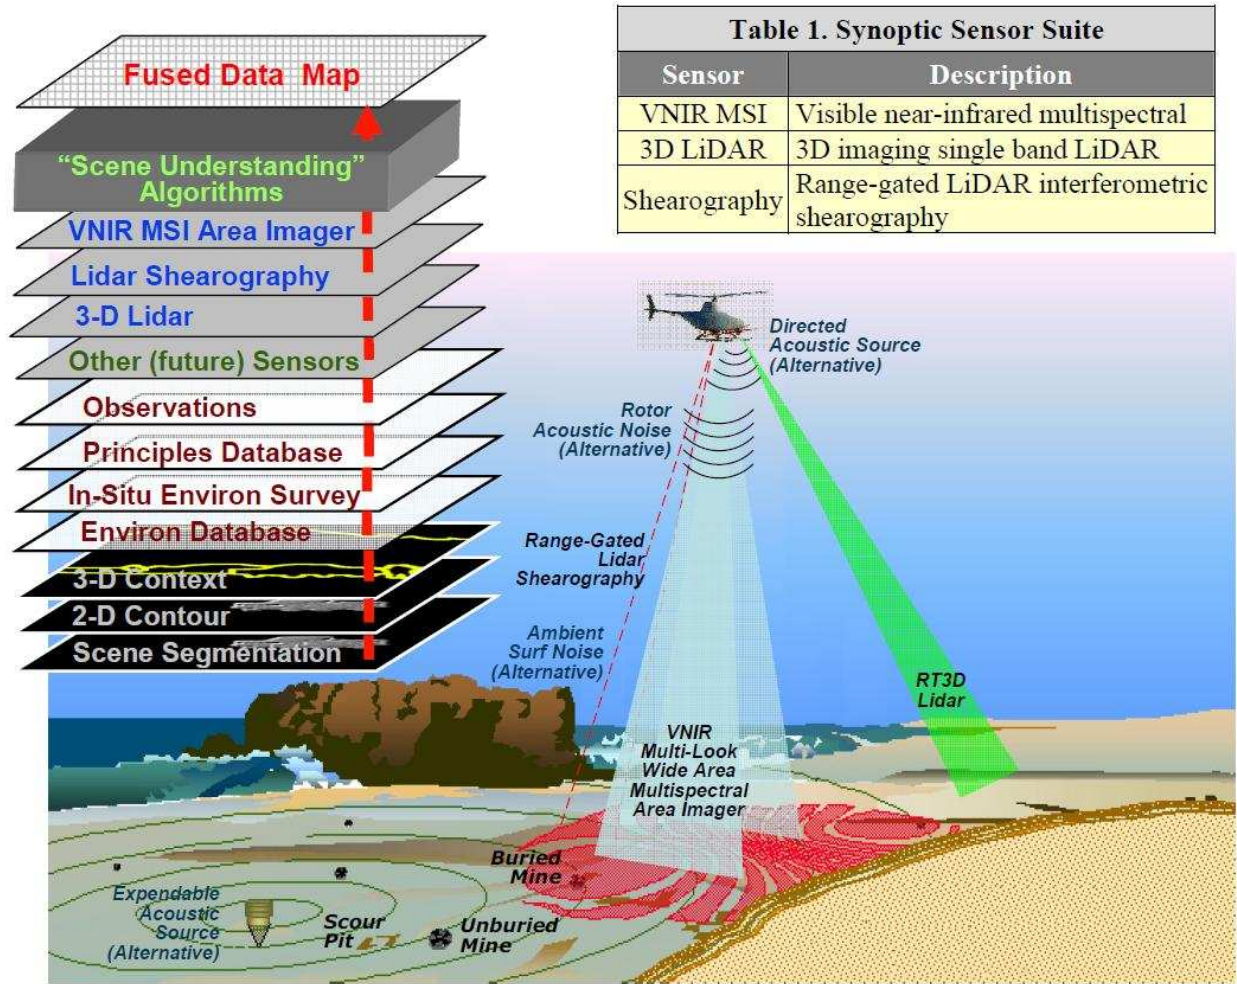 Table 1. Synoptic Sensor Suite
Sensor Description
VNIR MSI Visible near-infrared multispectral
3D LiDAR 3D imaging single band LiDAR
Shearography Range-gated LiDAR interferometric
shearography
Fused Data Map
“Scene Understanding”
Algorithms
VNIR MSI Area Imager
Lidar Shearography
3-D Lidar
Other (future) Sensors
Observations
Principles Database
In-Situ Environ Survey
Environ Database
3-D Context
2-D Contour
Scene Segmentation
Directed
Acoustic Source
(Alternative)
Rotor
Acoustic Noise
(Alternative)
Range-Gated
Lidar
Shearography
Ambient
Surf Noise
(Alternative)
RT3D
Lidar
VNIR
Multi-Look
Wide Area
Multispectral
Area Imager
Buried
Mine
Expendable
Acoustic
Source
(Alternative)
Scour
Pit
Unburied
Mine